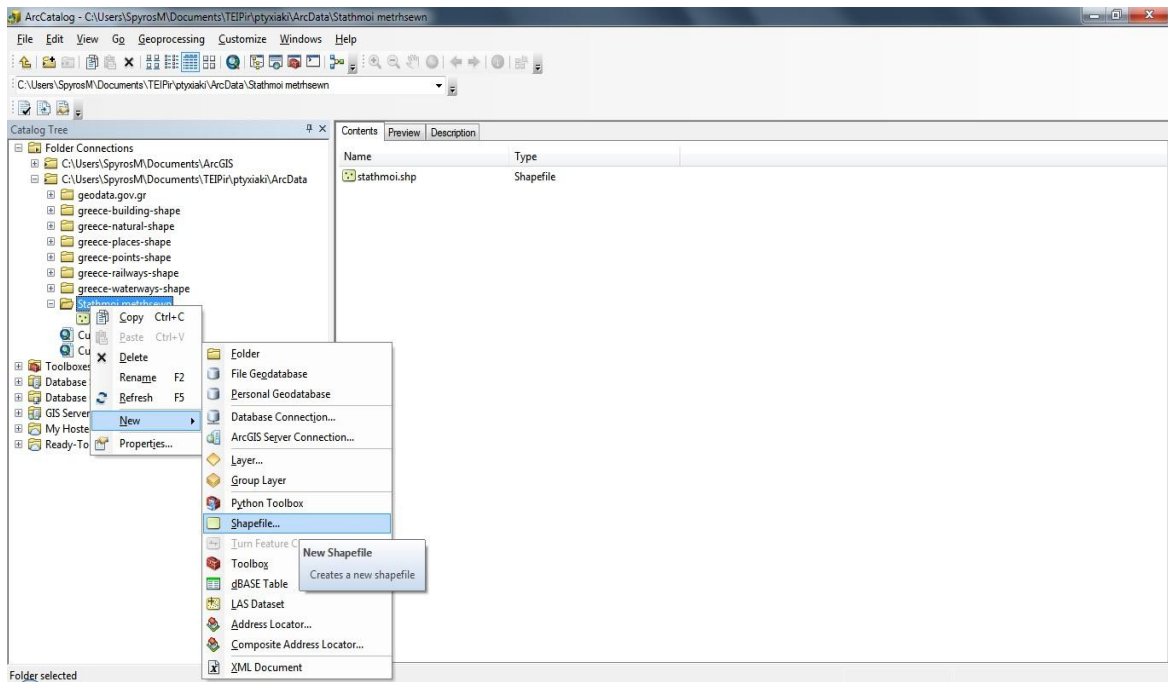 ArcCatalog - C:\Users\SpyrosM\Documents\TEIPir\ptyxiaki\ArcData\Stathmoi metrhsewn
File Edit View Go Geoprocessing Customize Windows Help
C:\Users\SpyrosM\Documents\TEIPir\ptyxiaki\ArcData\Stathmoi metrhsewn
Catalog Tree
Folder Connections
C:\Users\SpyrosM\Documents\ArcGIS
C:\Users\SpyrosM\Documents\TEIPir\ptyxiaki\ArcData
geodata.gov.gr
greece-building-shape
greece-natural-shape
greece-places-shape
greece-points-shape
greece-railways-shape
greece-waterways-shape
Stathmoi metrhsewn
Cu
Cu
Toolboxes
Database
Database
GIS Server
My Hoste
Ready-To
Copy Ctrl+C
Paste Ctrl+V
Delete
Rename F2
Refresh F5
New
Properties...
Folder
File Geodatabase
Personal Geodatabase
Database Connection...
ArcGIS Server Connection...
Layer...
Group Layer
Python Toolbox
Shapefile...
Turn Feature C
Toolbox
dBASE Table
LAS Dataset
Address Locator...
Composite Address Locator...
XML Document
New Shapefile
Creates a new shapefile
Contents Preview Description
Name Type
stathmoi.shp Shapefile
Folder selected